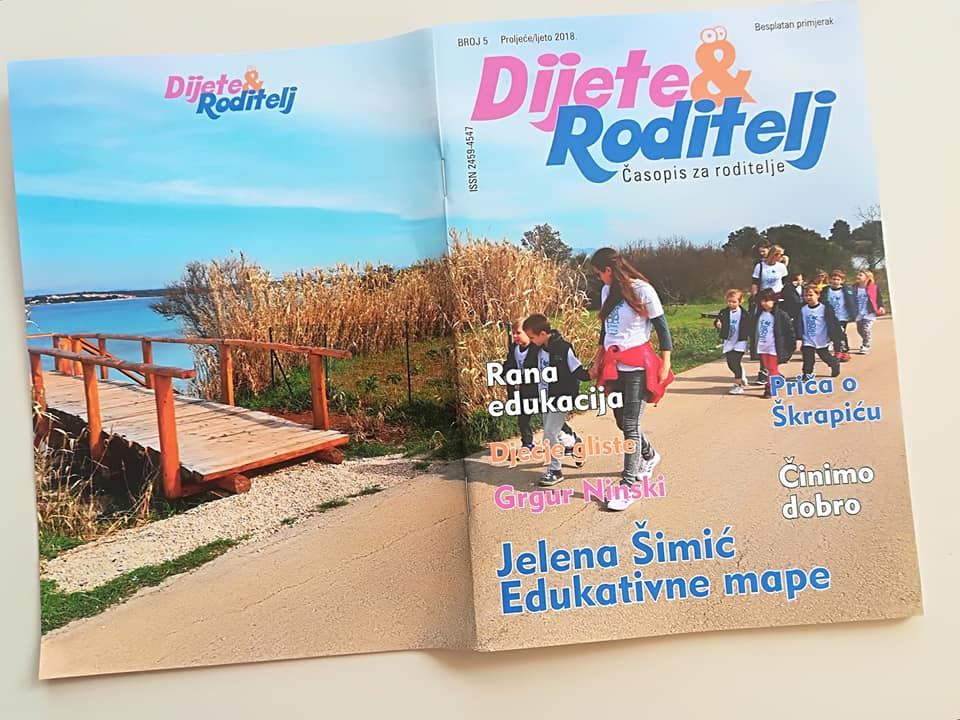 Dijete&
Roditelj
BROJ 5 Proljeće/ljeto 2018.
Besplatan primjerak
Dijete&
Roditelj
Časopis za roditelje
ISSN 2459-4547
Rana
edukacija
Dječje gliste
Grgur Ninski
Priča o
Škrapiću
Činimo
dobro
Jelena Šimić
Edukativne mape